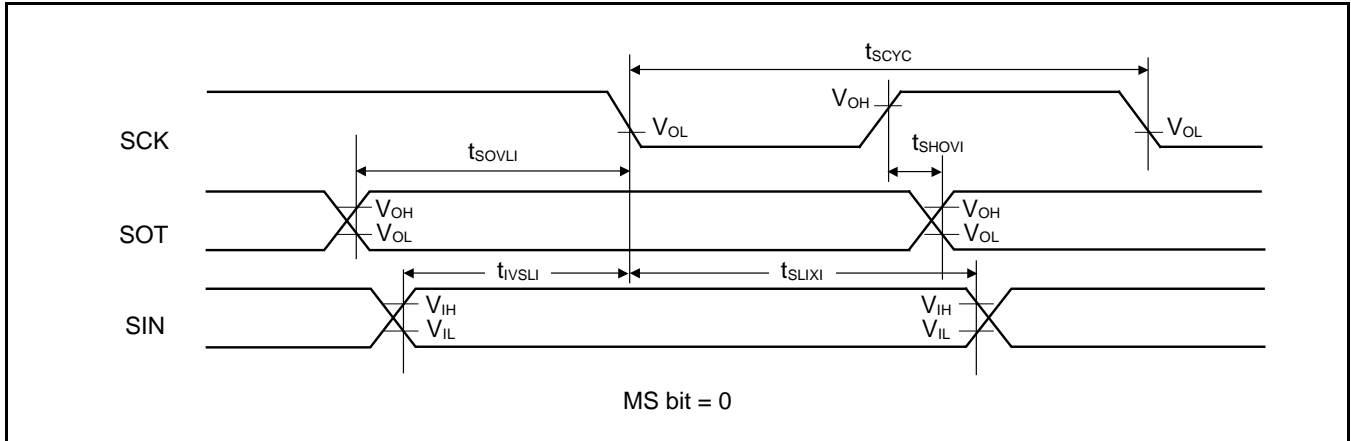 tSCYC
VOH
SCK
VOL
VOL
tSOVLI
tSHOVI
VOH
VOH
SOT
VOL
VOL
tIVSLI
tSLIXI
VIH
VIH
SIN
VIL
VIL
MS bit = 0